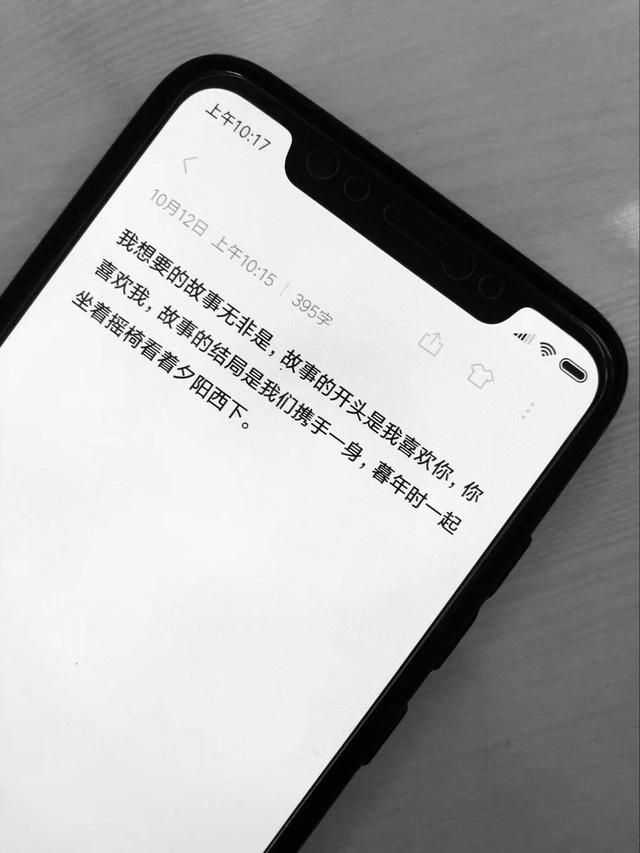 上午10:17
10月12日 上午10:15 | 395字
我想要的故事无非是，故事的开头是我喜欢你，你
喜欢我，故事的结局是我们携手一身，暮年时一起
坐着摇椅看着夕阳西下。